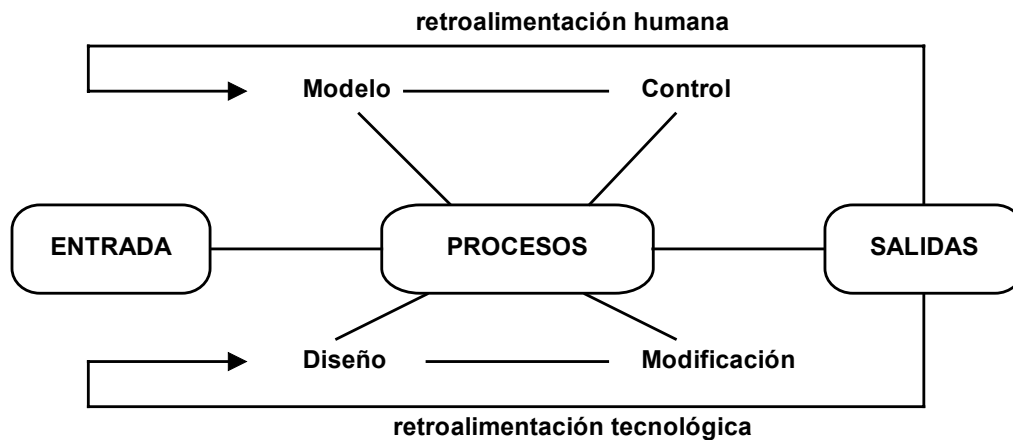 retroalimentación humana
Modelo
Control
ENTRADA
PROCESOS
SALIDAS
Diseño
Modificación
retroalimentación tecnológica